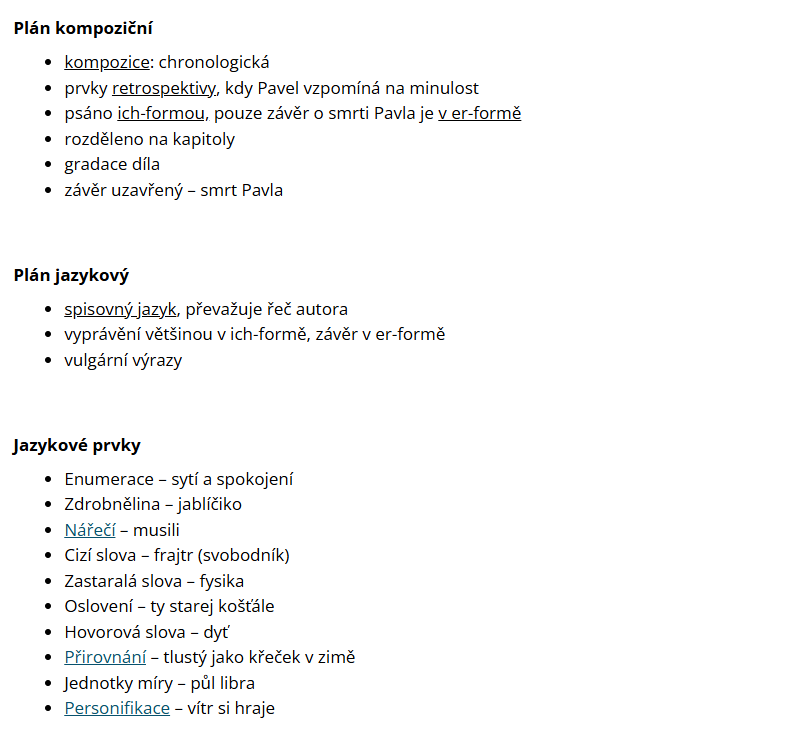 Plán kompoziční
• kompozice: chronologická
• prvky retrospektivy, kdy Pavel vzpomíná na minulost
• psáno ich-formou, pouze závěr o smrti Pavla je v er-formě
• rozděleno na kapitoly
• gradace díla
• závěr uzavřený – smrt Pavla
Plán jazykový
• spisovný jazyk, převažuje řeč autora
• vyprávění většinou v ich-formě, závěr v er-formě
• vulgární výrazy
Jazykové prvky
• Enumerace – sytí a spokojení
• Zdrobnělina – jablíčiko
• Nářečí – musili
• Cizí slova – frajtr (svobodník)
• Zastaralá slova – fysika
• Oslovení – ty starej košťále
• Hovorová slova – dyť
• Přirovnání – tlustý jako křeček v zimě
• Jednotky míry – půl libra
• Personifikace – vítr si hraje